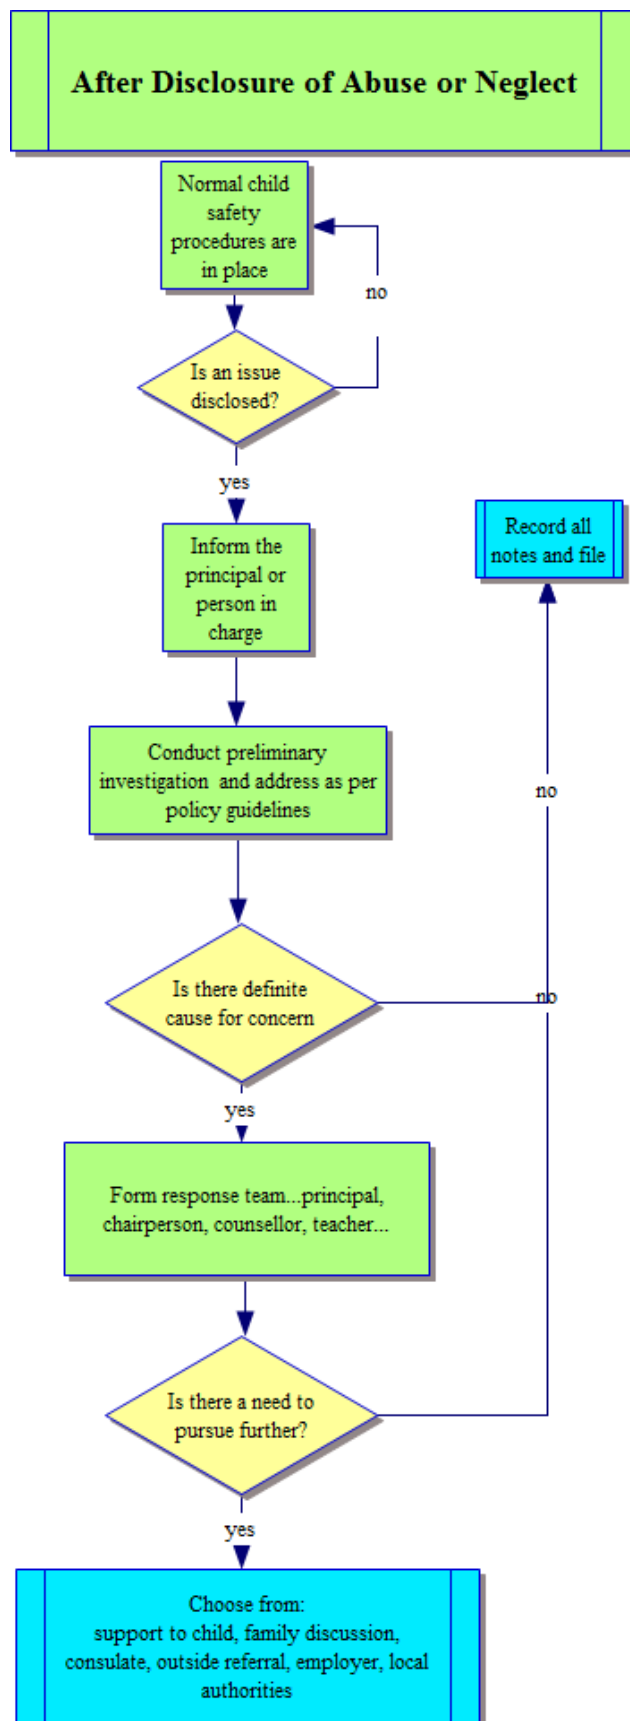 After Disclosure of Abuse or Neglect
Normal child
safety
procedures are
in place
no
Is an issue
disclosed?
yes
Inform the
principal or
person in
charge
Record all
notes and file
Conduct preliminary
investigation and address as per
policy guidelines
no
Is there definite
cause for concern
no
yes
Form response team...principal,
chairperson, counsellor, teacher...
Is there a need to
pursue further?
yes
Choose from:
support to child, family discussion,
consulate, outside referral, employer, local
authorities